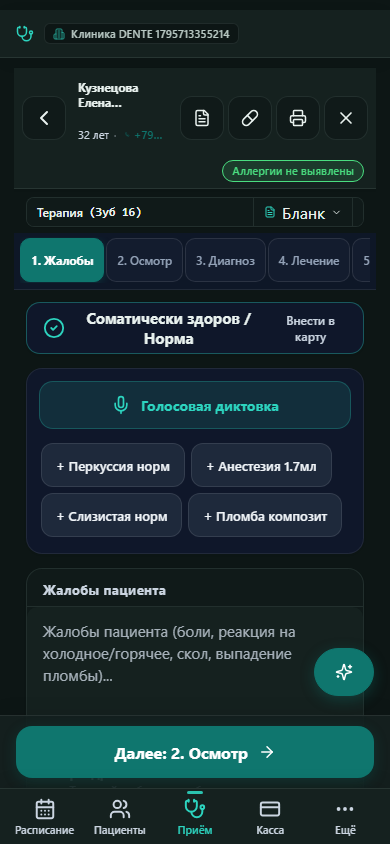 Клиника DENTE 1795713355214
Кузнецова
Елена...
32 лет · +79...
Аллергии не выявлены
Терапия (Зуб 16)
Бланк
1. Жалобы
2. Осмотр
3. Диагноз
4. Лечение
5
Соматически здоров /
Норма
Внести в
карту
Голосовая диктовка
+ Перкуссия норм
+ Анестезия 1.7мл
+ Слизистая норм
+ Пломба композит
Жалобы пациента
Жалобы пациента (боли, реакция на
холодное/горячее, скол, выпадение
пломбы)...
Далее: 2. Осмотр →
Расписание
Пациенты
Приём
Касса
Ещё